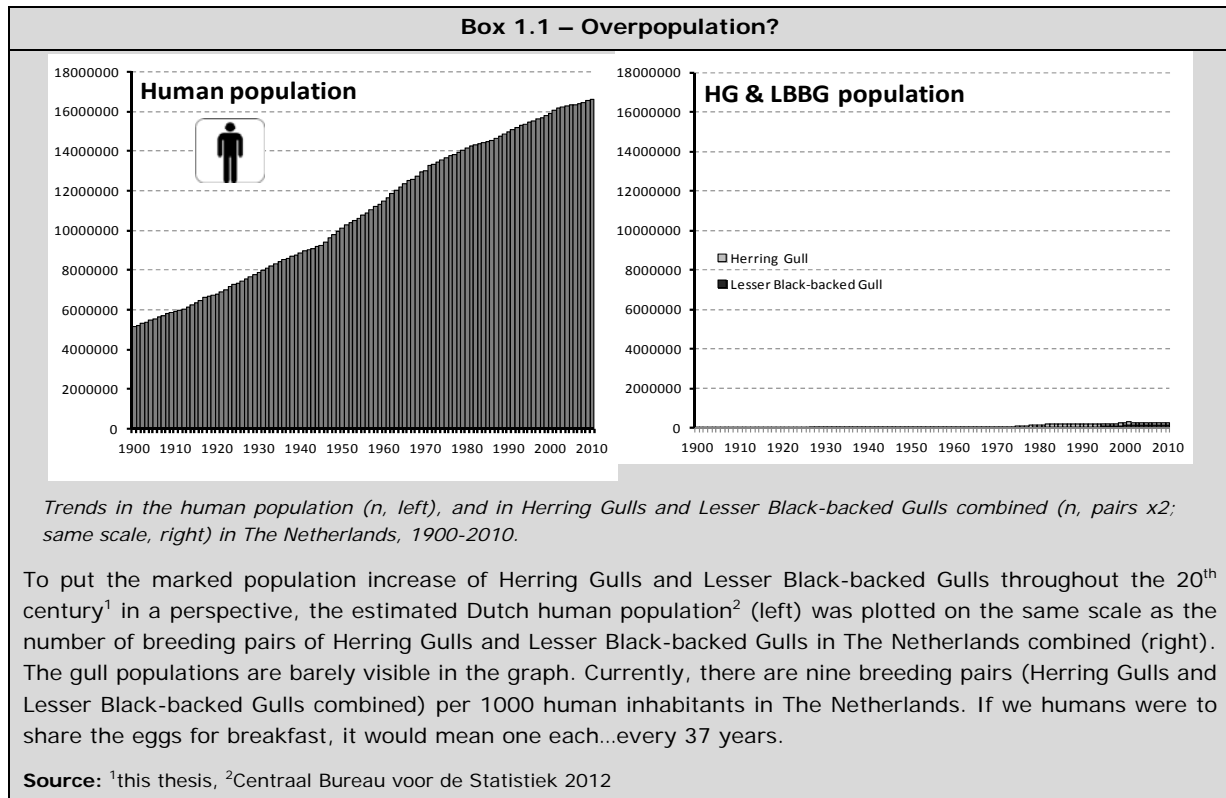 Box 1.1 – Overpopulation?
Human population
18000000
16000000
14000000
12000000
10000000
8000000
6000000
4000000
2000000
0
1900 1910 1920 1930 1940 1950 1960 1970 1980 1990 2000 2010
HG & LBBG population
18000000
16000000
14000000
12000000
10000000
8000000
6000000
4000000
2000000
0
Herring Gull
Lesser Black-backed Gull
1900 1910 1920 1930 1940 1950 1960 1970 1980 1990 2000 2010
Trends in the human population (n, left), and in Herring Gulls and Lesser Black-backed Gulls combined (n, pairs x2;
same scale, right) in The Netherlands, 1900-2010.
To put the marked population increase of Herring Gulls and Lesser Black-backed Gulls throughout the 20th
century1 in a perspective, the estimated Dutch human population2 (left) was plotted on the same scale as the
number of breeding pairs of Herring Gulls and Lesser Black-backed Gulls in The Netherlands combined (right).
The gull populations are barely visible in the graph. Currently, there are nine breeding pairs (Herring Gulls and
Lesser Black-backed Gulls combined) per 1000 human inhabitants in The Netherlands. If we humans were to
share the eggs for breakfast, it would mean one each...every 37 years.
Source: 1this thesis, 2Centraal Bureau voor de Statistiek 2012